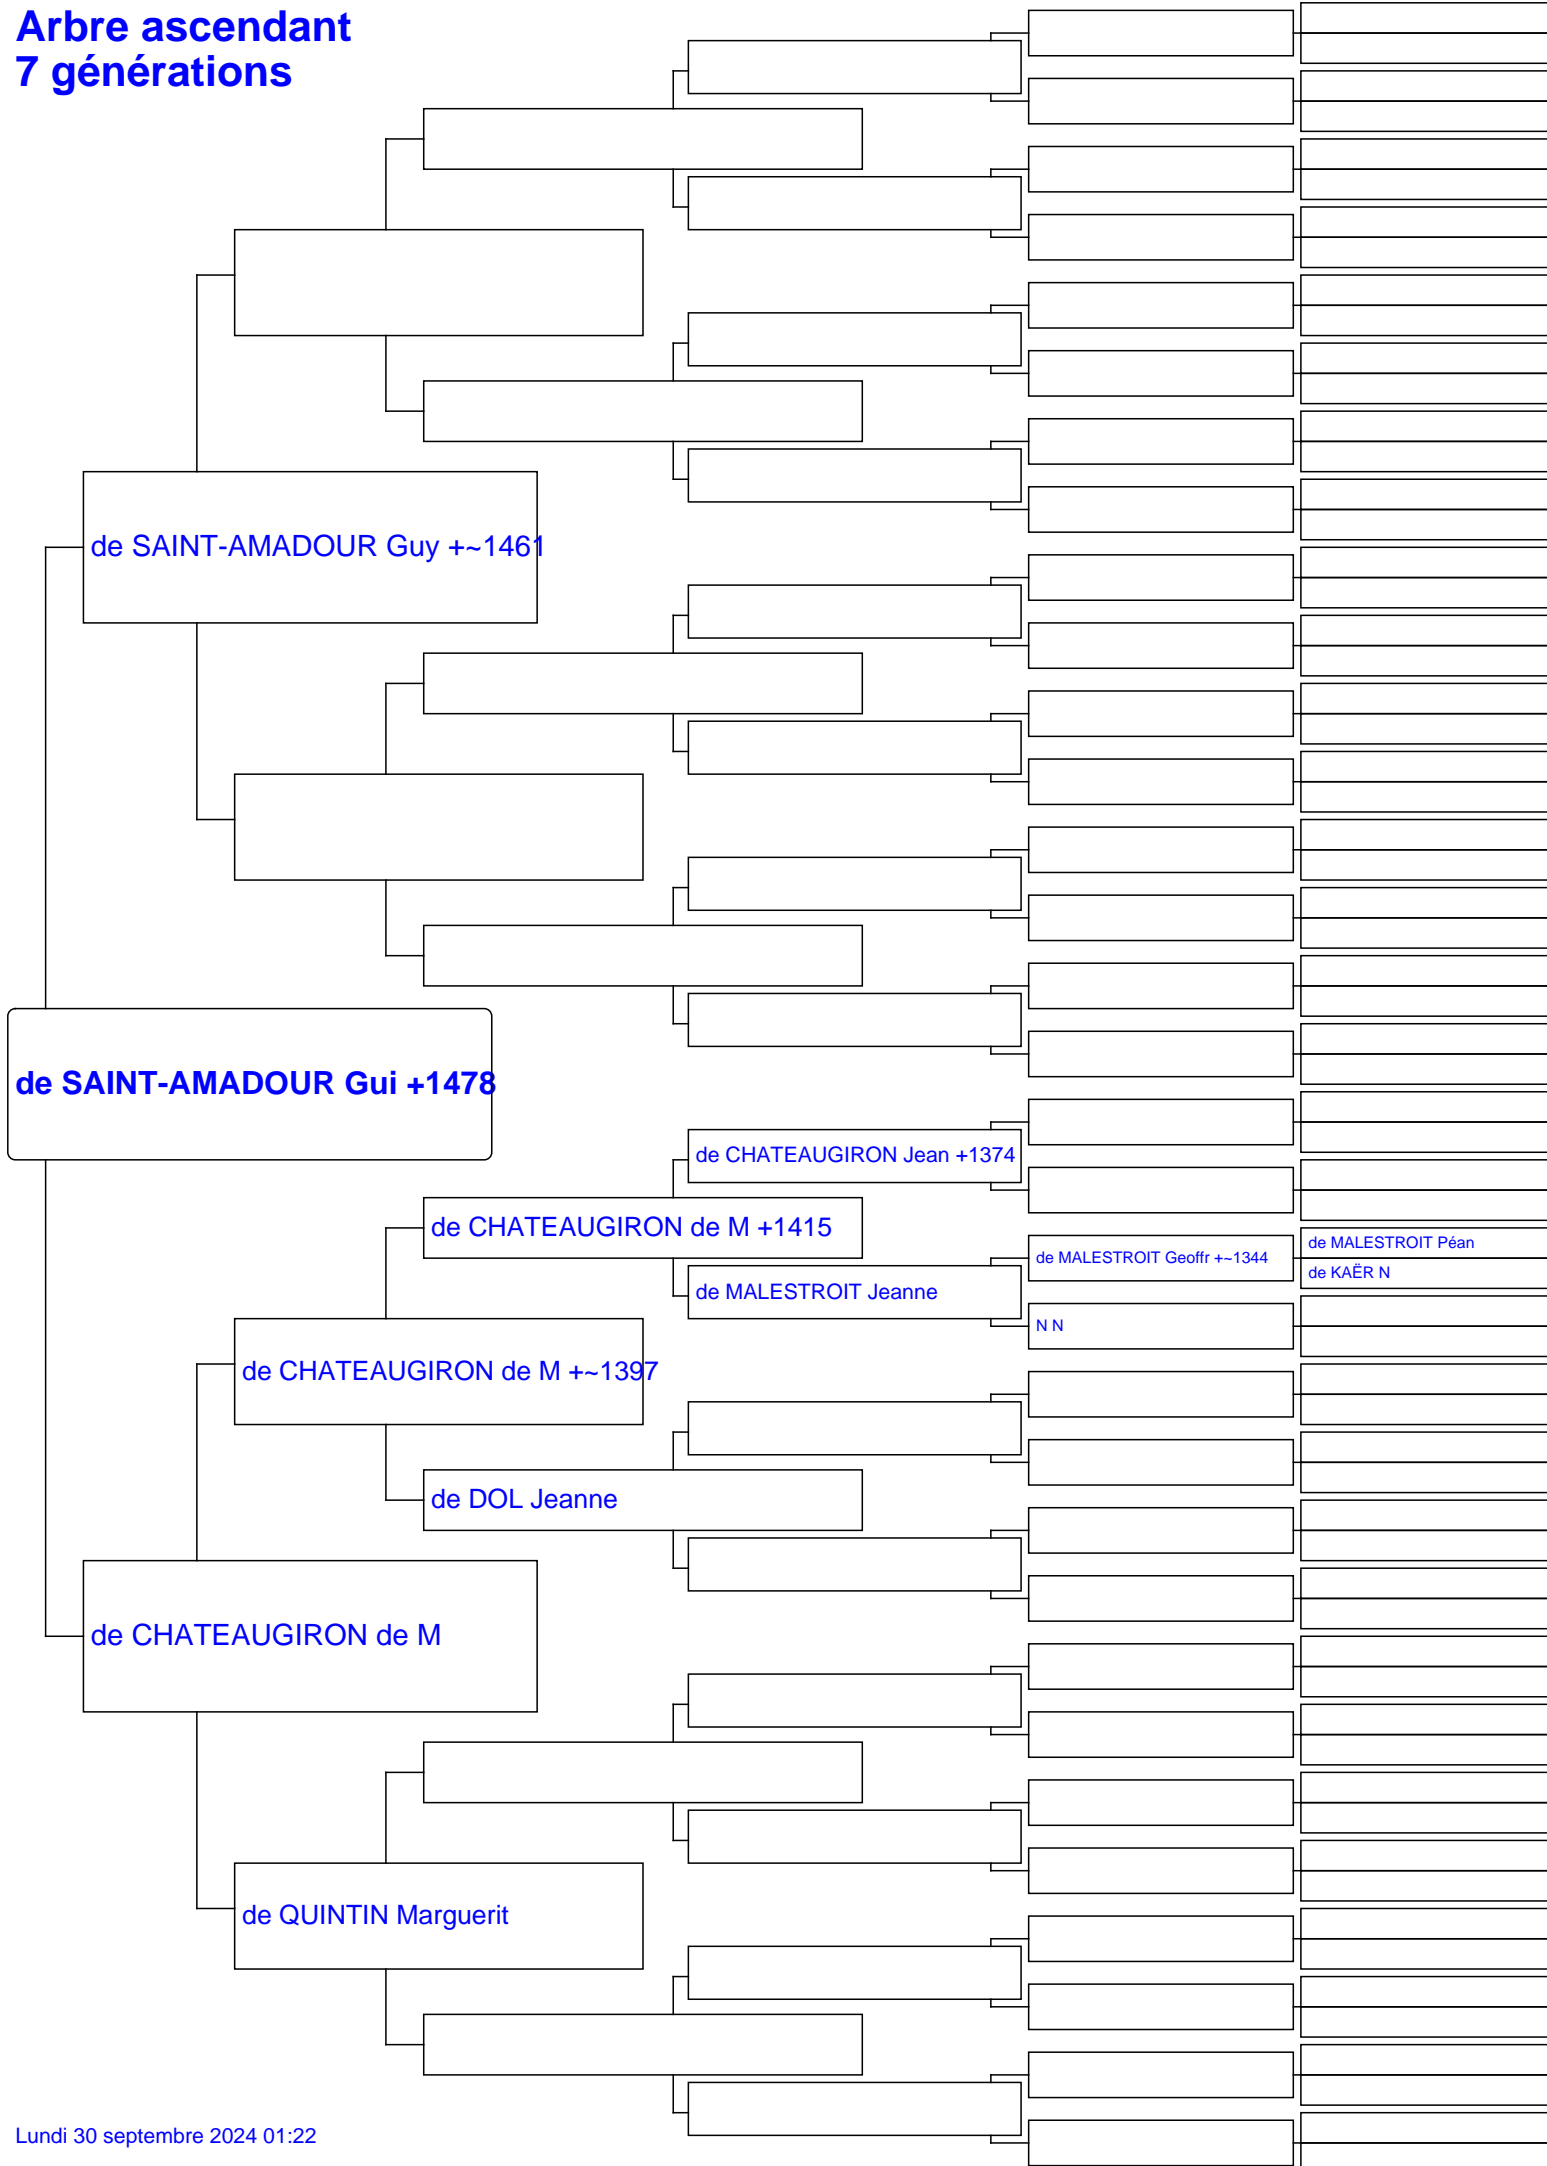 Arbre ascendant
7 générations
de SAINT-AMADOUR Guy +~1461
de SAINT-AMADOUR Gui +1478
de CHATEAUGIRON Jean +1374
de CHATEAUGIRON de M +1415
de MALESTROIT Geoffr +~1344
de MALESTROIT Péan
de KAËR N
de MALESTROIT Jeanne
N N
de CHATEAUGIRON de M +~1397
de DOL Jeanne
de CHATEAUGIRON de M
de QUINTIN Marguerit
Lundi 30 septembre 2024 01:22